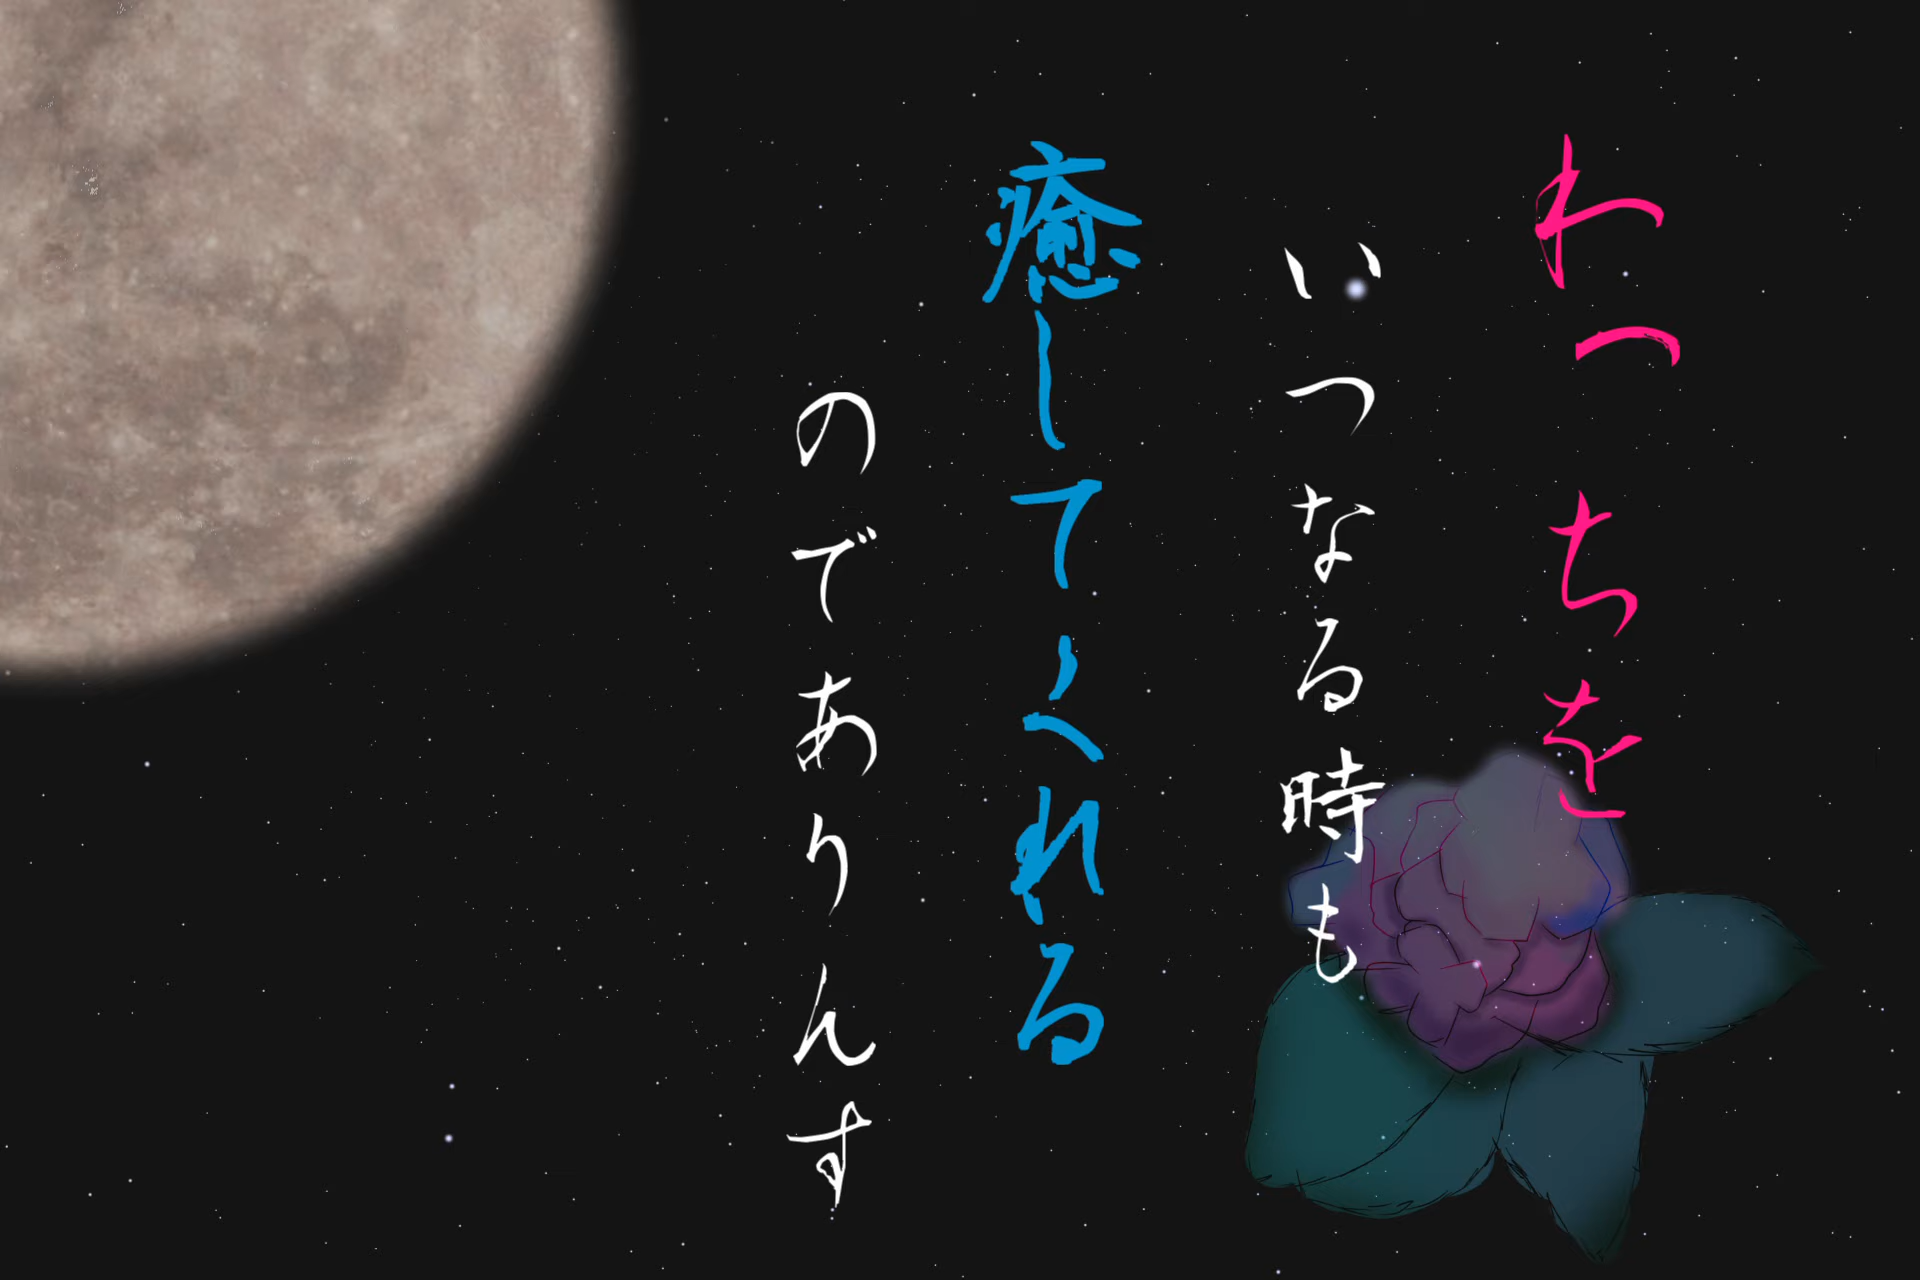 わっちを
いつなる時も
癒してくれる
のでありんす